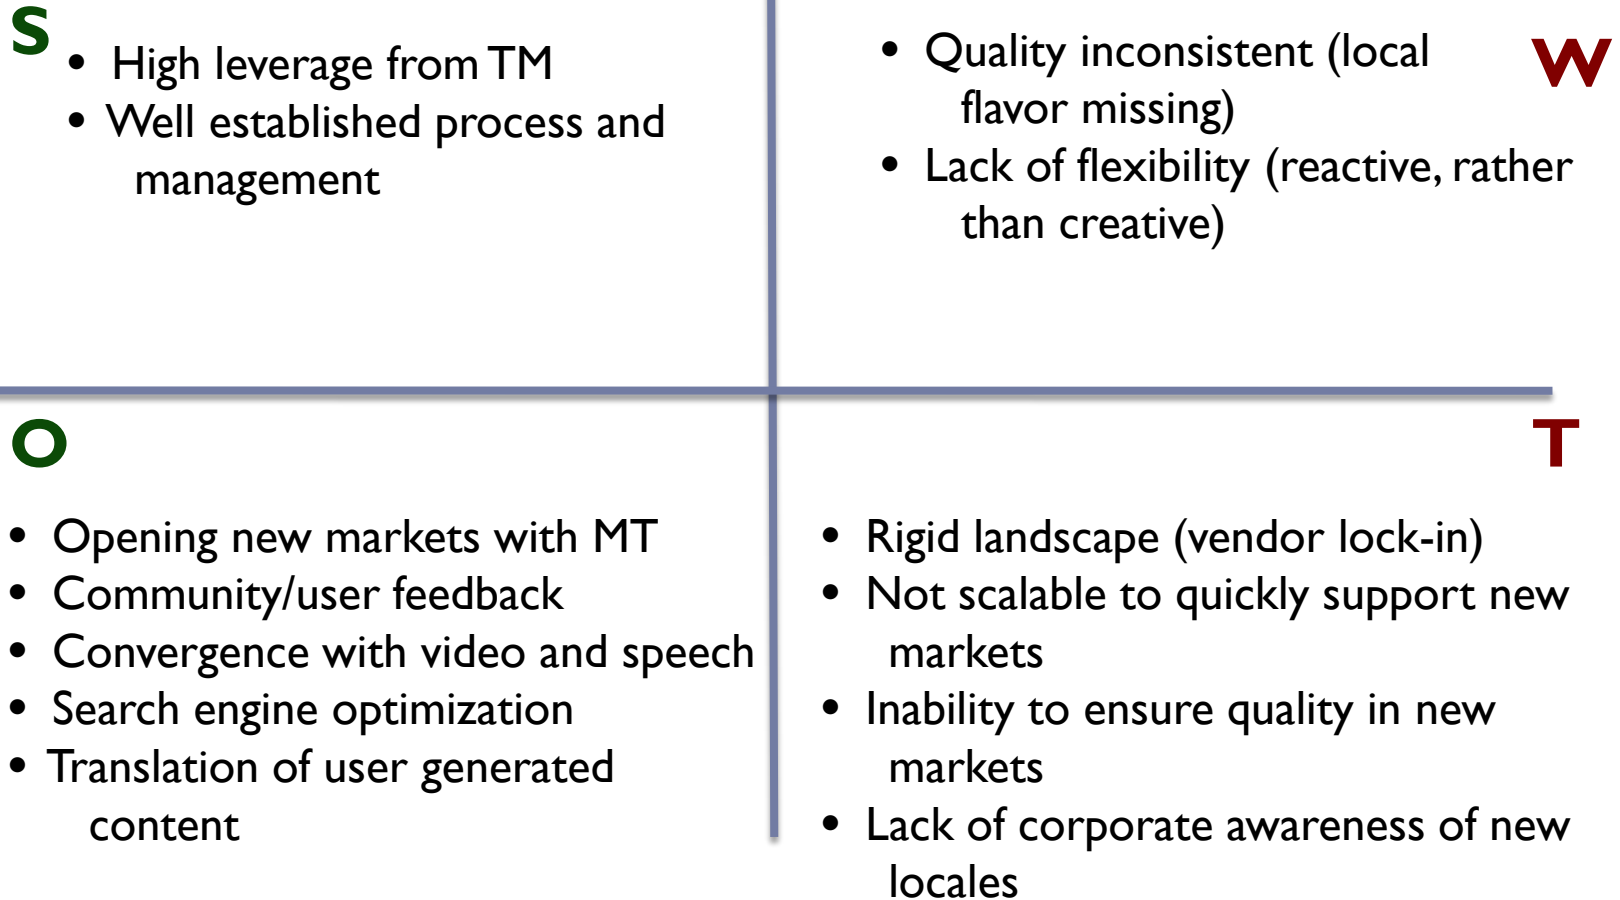 S
• High leverage from TM
• Well established process and
management
W
• Quality inconsistent (local
flavor missing)
• Lack of flexibility (reactive, rather
than creative)
O
• Opening new markets with MT
• Community/user feedback
• Convergence with video and speech
• Search engine optimization
• Translation of user generated
content
T
• Rigid landscape (vendor lock-in)
• Not scalable to quickly support new
markets
• Inability to ensure quality in new
markets
• Lack of corporate awareness of new
locales